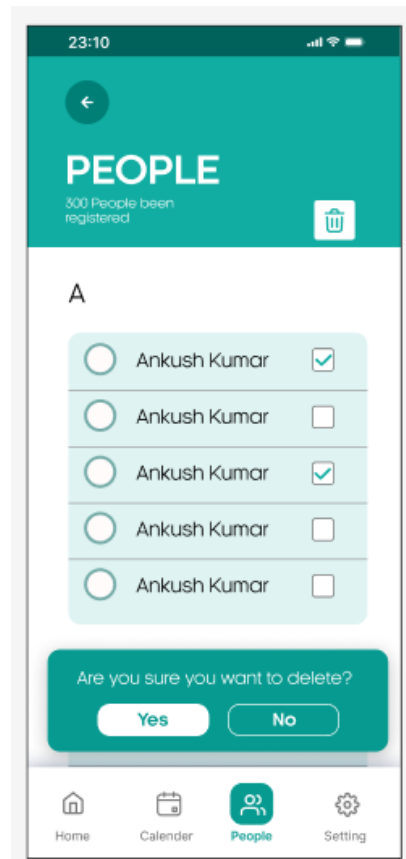 23:10
PEOPLE
300 People been
registered
A
Ankush Kumar
Ankush Kumar
Ankush Kumar
Ankush Kumar
Ankush Kumar
Are you sure you want to delete?
Yes No
Home Calender People Setting